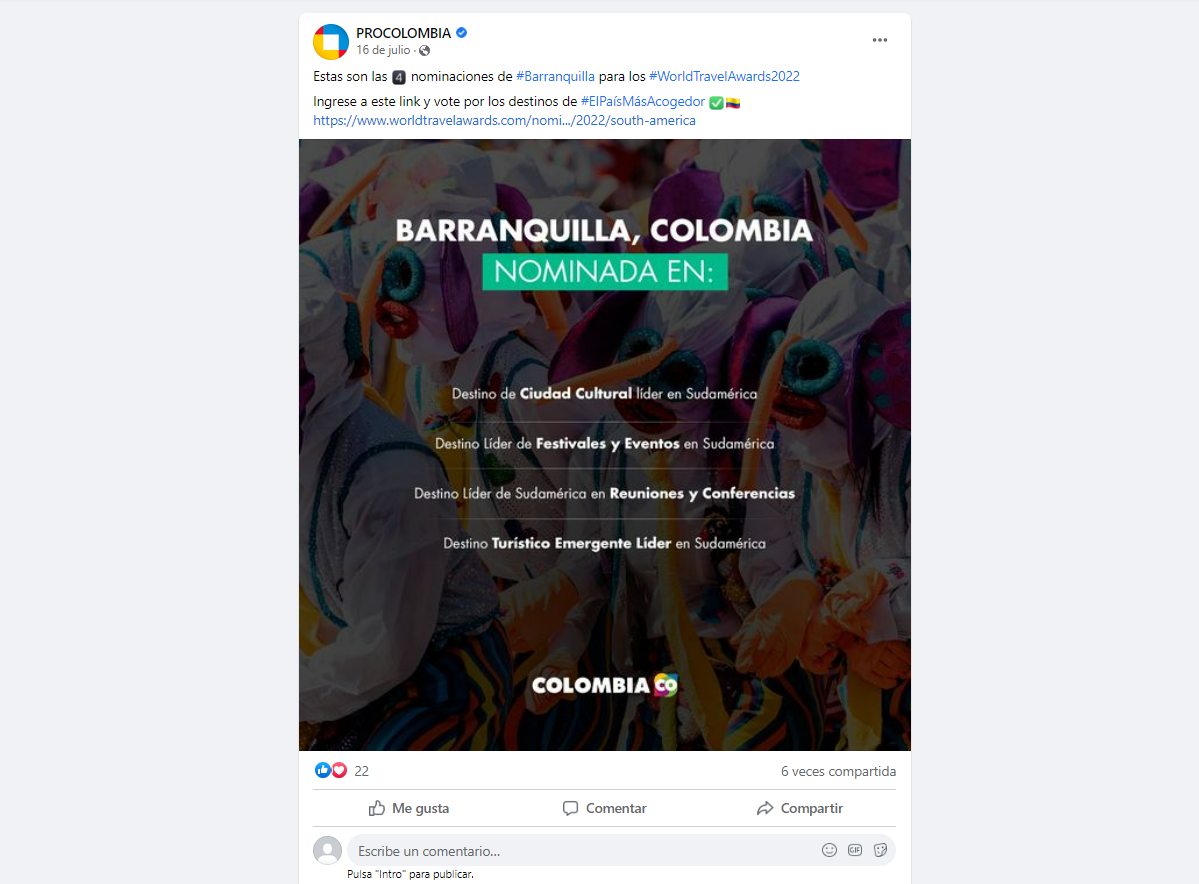 PROCOLOMBIA
16 de julio ·
Estas son las 4 nominaciones de #Barranquilla para los #WorldTravelAwards2022
Ingrese a este link y vote por los destinos de #ElPaísMásAcogedor ✅🇨🇴
https://www.worldtravelawards.com/nomi.../2022/south-america
BARRANQUILLA, COLOMBIA
NOMINADA EN:
Destino de Ciudad Cultural líder en Sudamérica
Destino Líder de Festivales y Eventos en Sudamérica
Destino Líder de Sudamérica en Reuniones y Conferencias
Destino Turístico Emergente Líder en Sudamérica
COLOMBIA CO
22
6 veces compartida
Me gusta
Comentar
Compartir
Escribe un comentario...
GIF
Pulsa "Intro" para publicar.